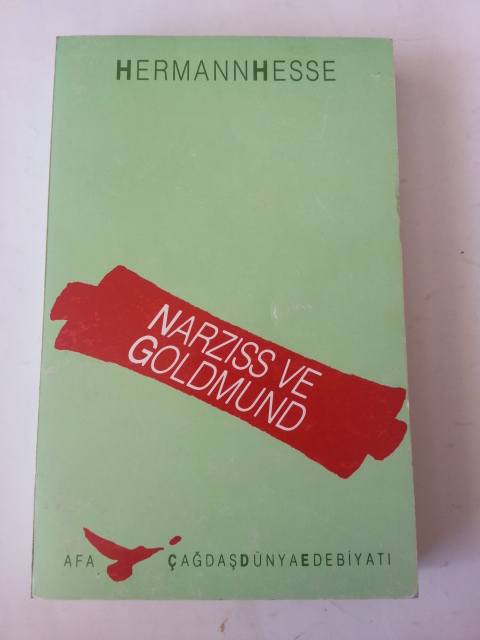 HERMANNHESSE
NARZISS VE
GOLDMUND
AFA ÇAĞDAŞDÜNYAEDEBİYATI